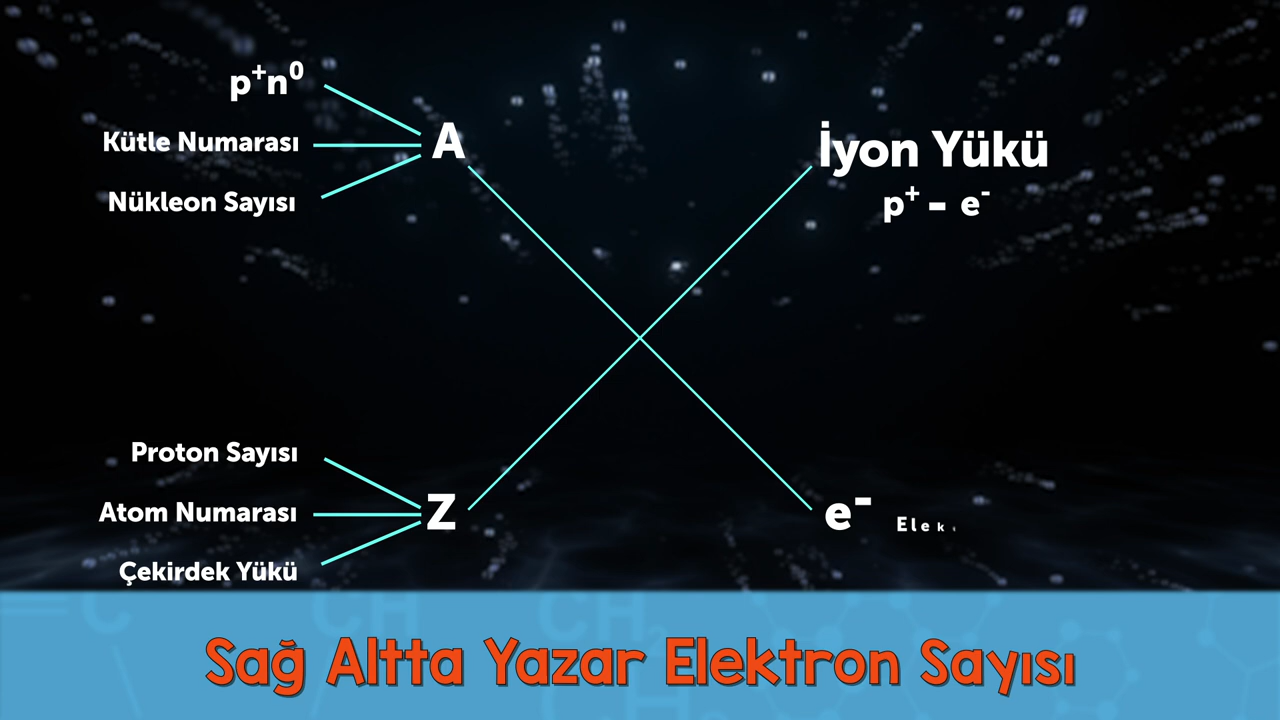 p⁺n⁰
Kütle Numarası
Nükleon Sayısı
A
İyon Yükü
p⁺ - e⁻
Proton Sayısı
Atom Numarası
Çekirdek Yükü
Z
e⁻
Sağ Altta Yazar Elektron Sayısı